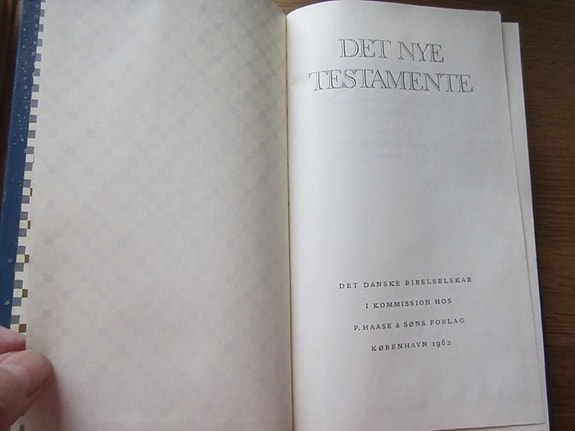 DET NYE
TESTAMENTE
DET DANSKE BIBELSELSKAB
I KOMMISSION HOS
P. HAASE & SØNS FORLAG
KØBENHAVN 1962